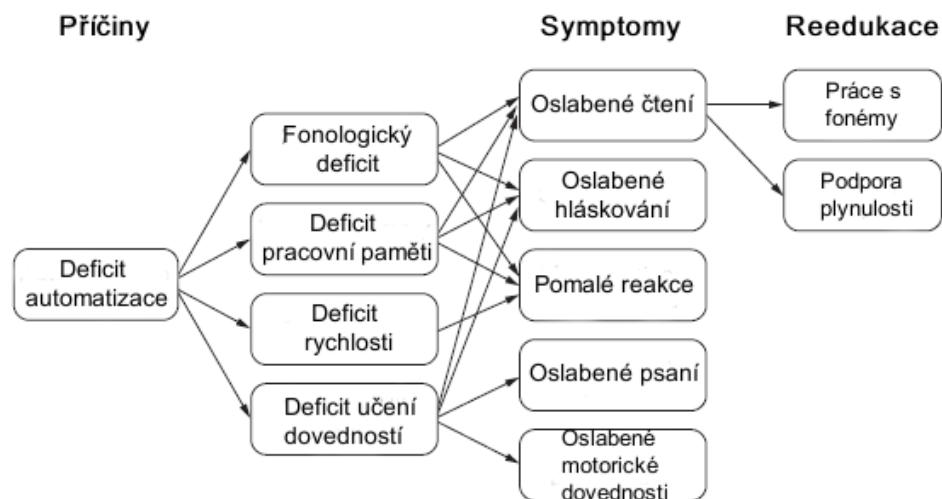 Příčiny
Symptomy
Reedukace
Deficit
automatizace
Fonologický
deficit
Deficit
pracovní paměti
Deficit
rychlosti
Deficit učení
dovedností
Oslabené čtení
Oslabené
hláskování
Pomalé reakce
Oslabené psaní
Oslabené
motorické
dovednosti
Práce s
fonémy
Podpora
plynulosti